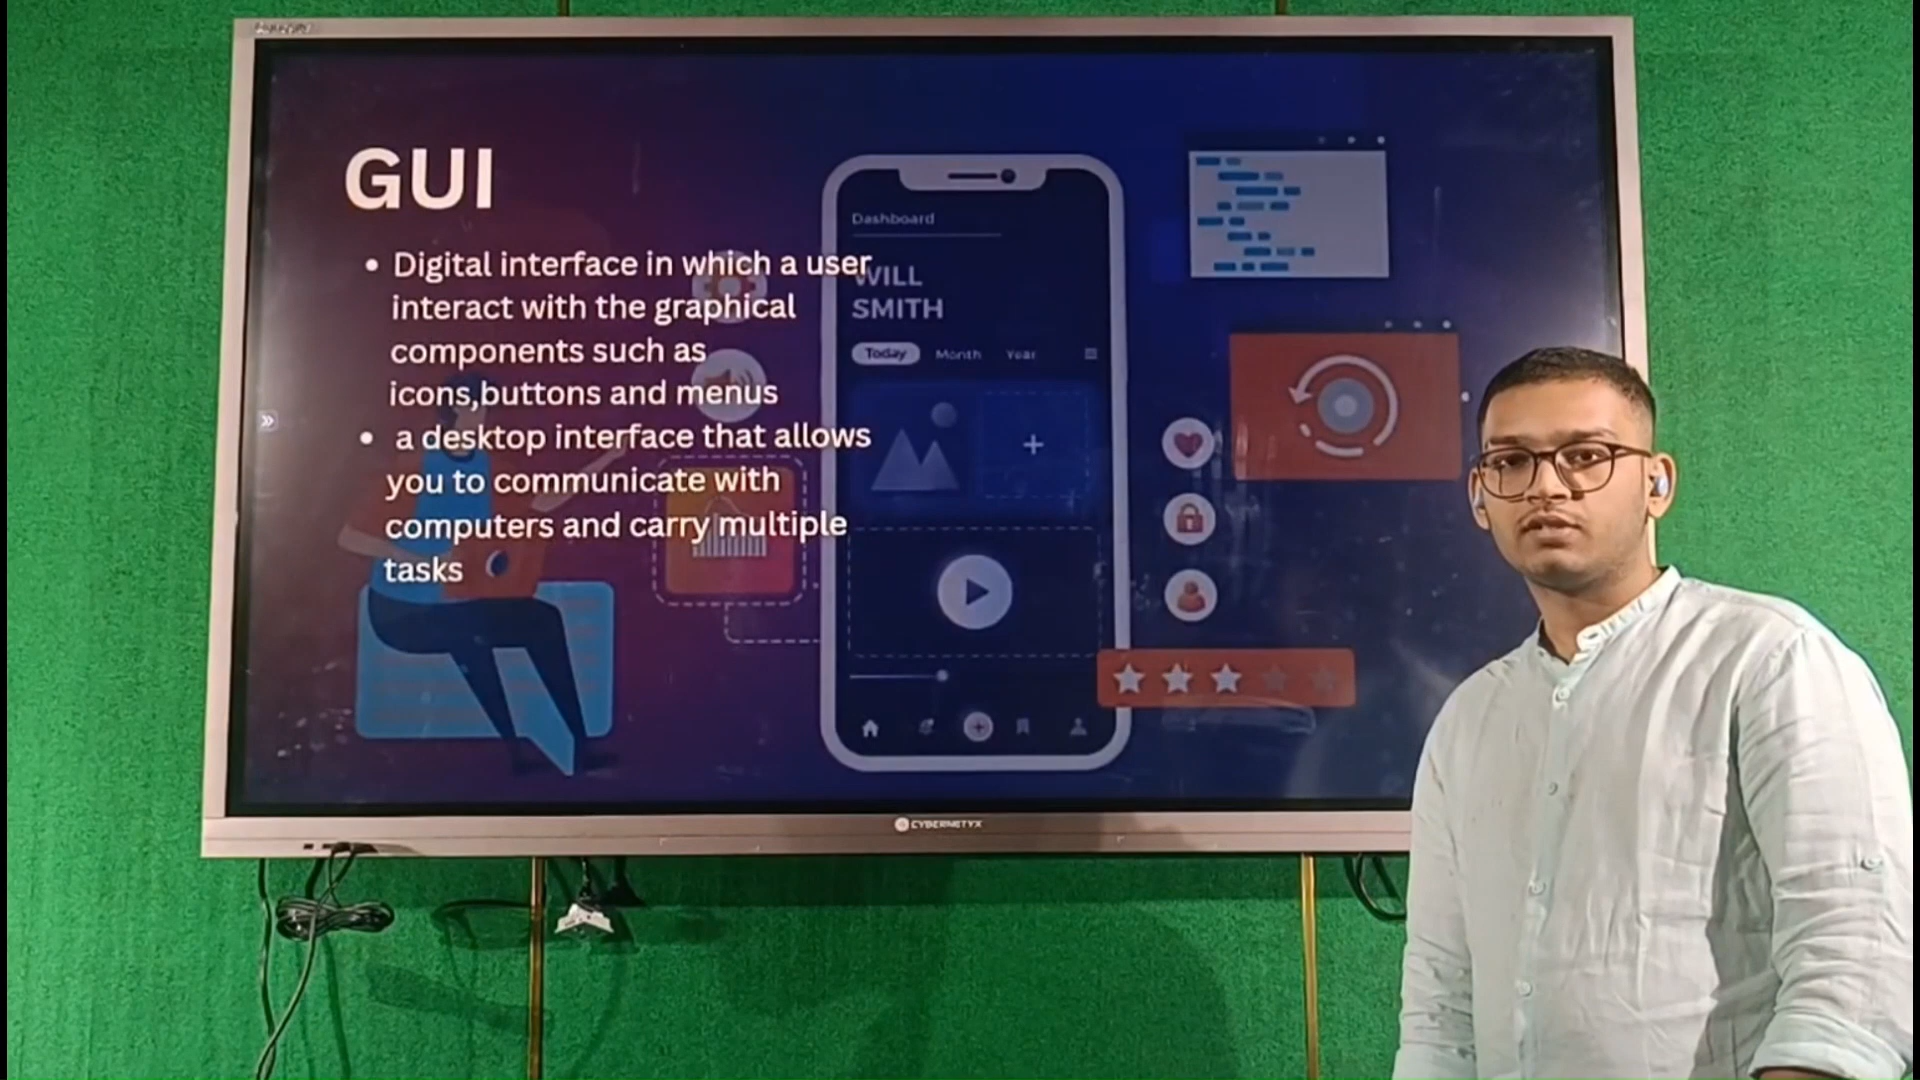 GUI
• Digital interface in which a user
interact with the graphical
components such as
icons,buttons and menus
• a desktop interface that allows
you to communicate with
computers and carry multiple
tasks
Dashboard
WILL
SMITH
Today Month Year
CYBERNETYX